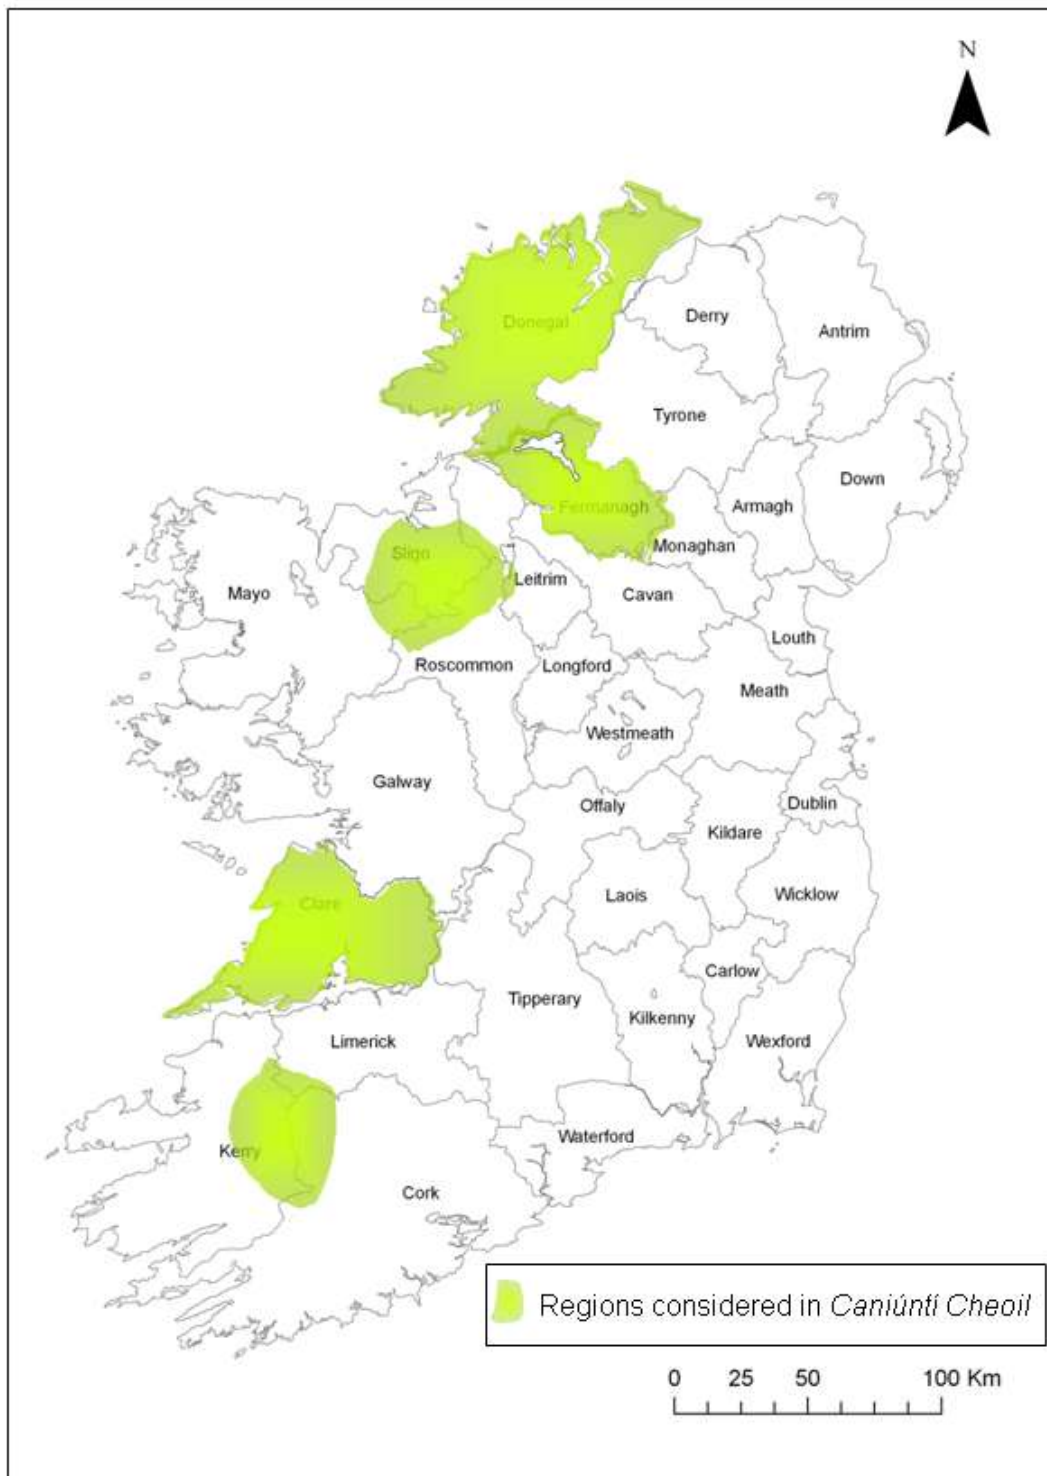 N
Donegal
Derry
Antrim
Tyrone
Fermanagh
Armagh
Down
Monaghan
Sligo
Leitrim
Mayo
Cavan
Louth
Roscommon
Longford
Meath
Westmeath
Galway
Offaly
Dublin
Kildare
Laois
Wicklow
Clare
Carlow
Tipperary
Kilkenny
Limerick
Wexford
Waterford
Kerry
Cork
Regions considered in Caniúntí Cheoil
0 25 50 100 Km